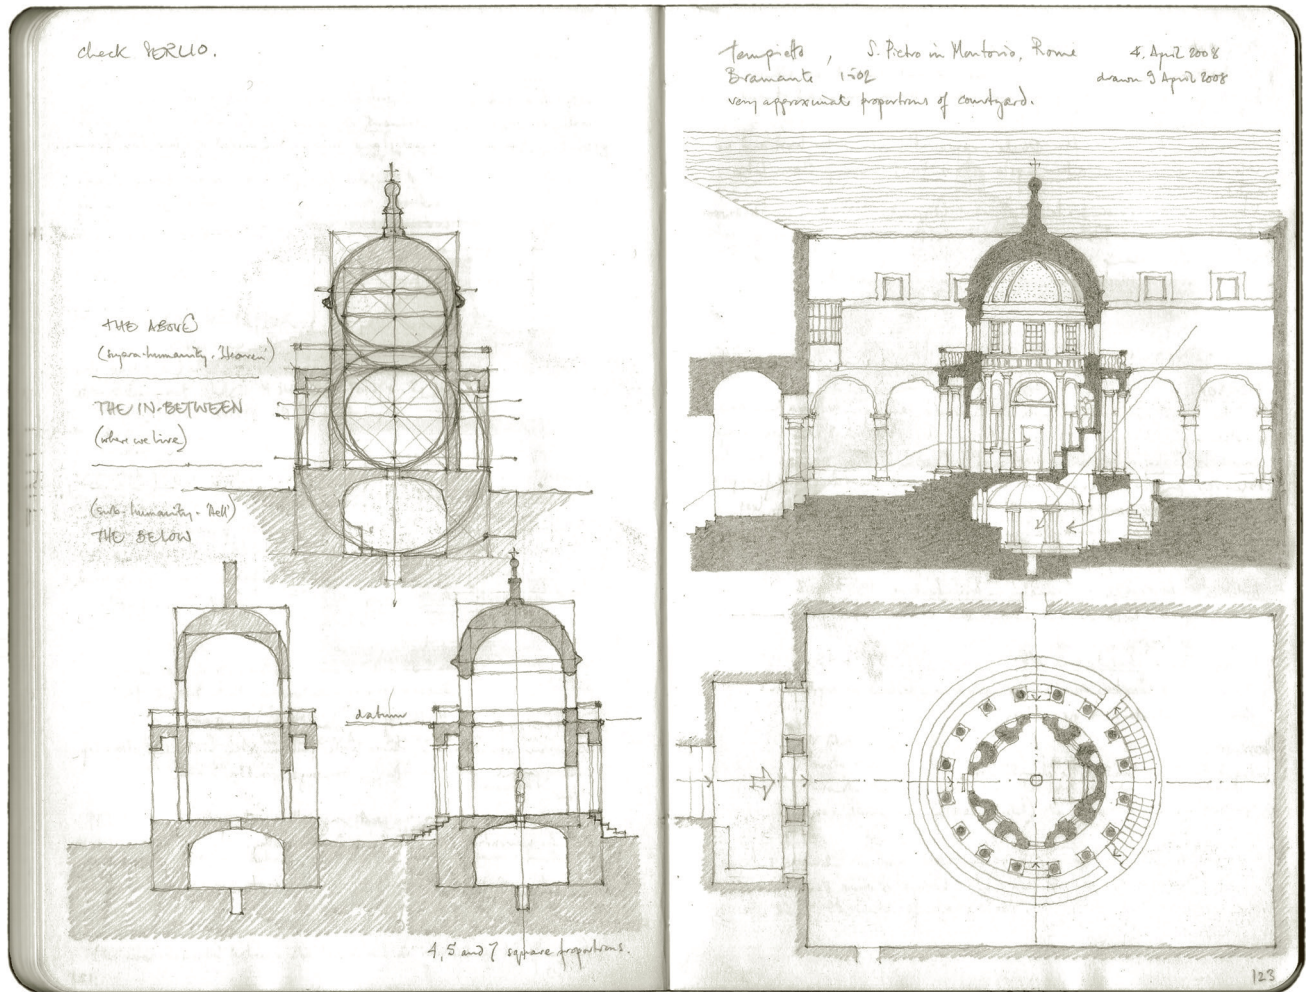 check SERLIO.
THE ABOVE
(supra-humanity · 'Heaven')
THE IN-BETWEEN
(where we live)
(sub-humanity - 'Hell')
THE BELOW
datum
4, 5 and 7 square proportions.
Tempietto, S. Pietro in Montorio, Rome
Bramante 1502
very approximate proportions of courtyard.
4. April 2008
drawn 9 April 2008
123